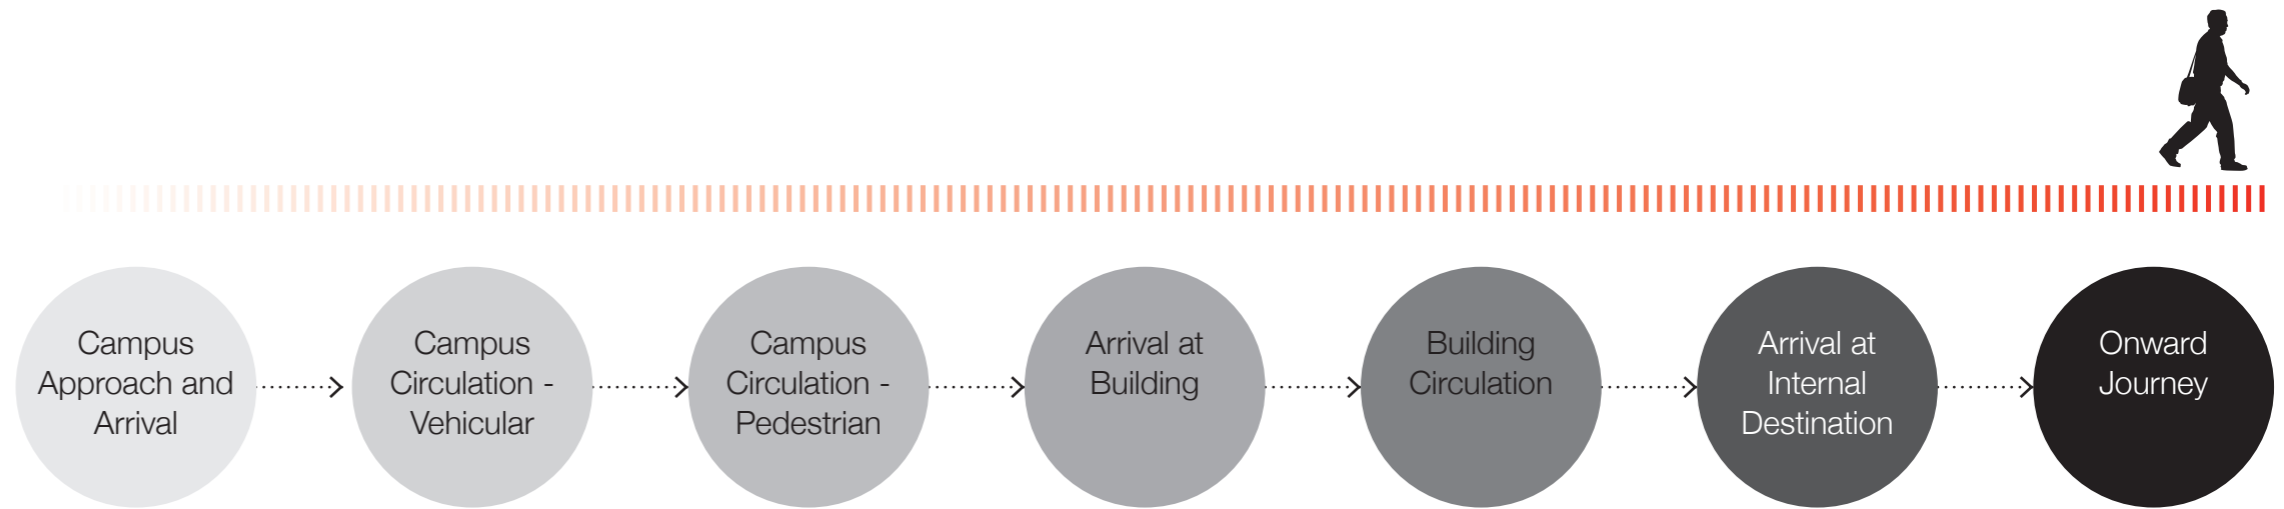 Campus
Approach and
Arrival
Campus
Circulation -
Vehicular
Campus
Circulation -
Pedestrian
Arrival at
Building
Building
Circulation
Arrival at
Internal
Destination
Onward
Journey